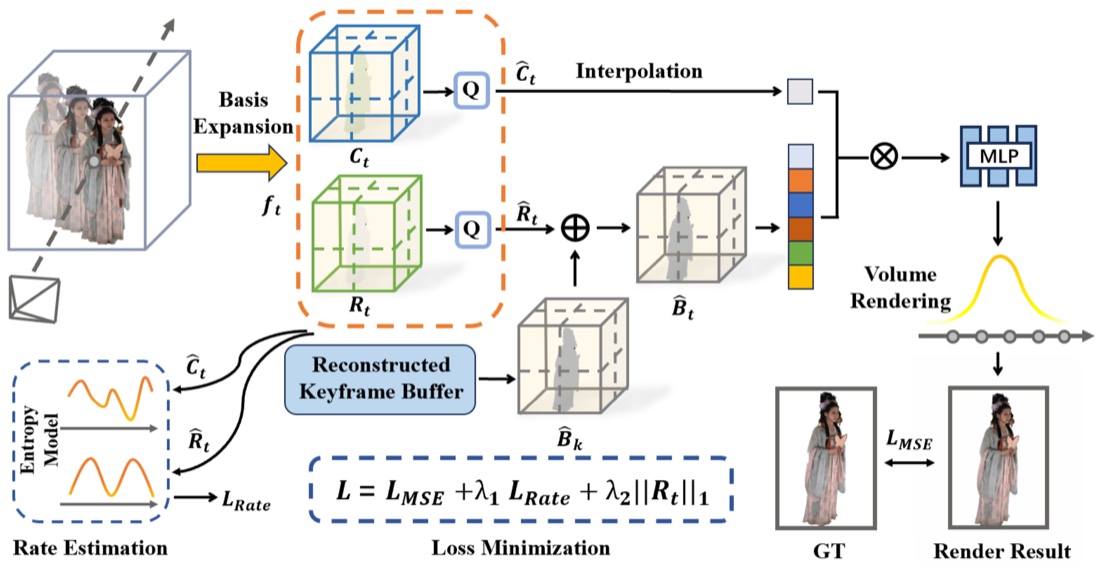 Basis
Expansion
f_t
C_t
Q
Ĉ_t
Interpolation
R_t
Q
R̂_t
B̂_t
MLP
Volume
Rendering
Reconstructed
Keyframe Buffer
B̂_k
Entropy
Model
Ĉ_t
R̂_t
L_Rate
Rate Estimation
L = L_MSE +λ_1 L_Rate + λ_2||R_t||_1
Loss Minimization
L_MSE
GT
Render Result